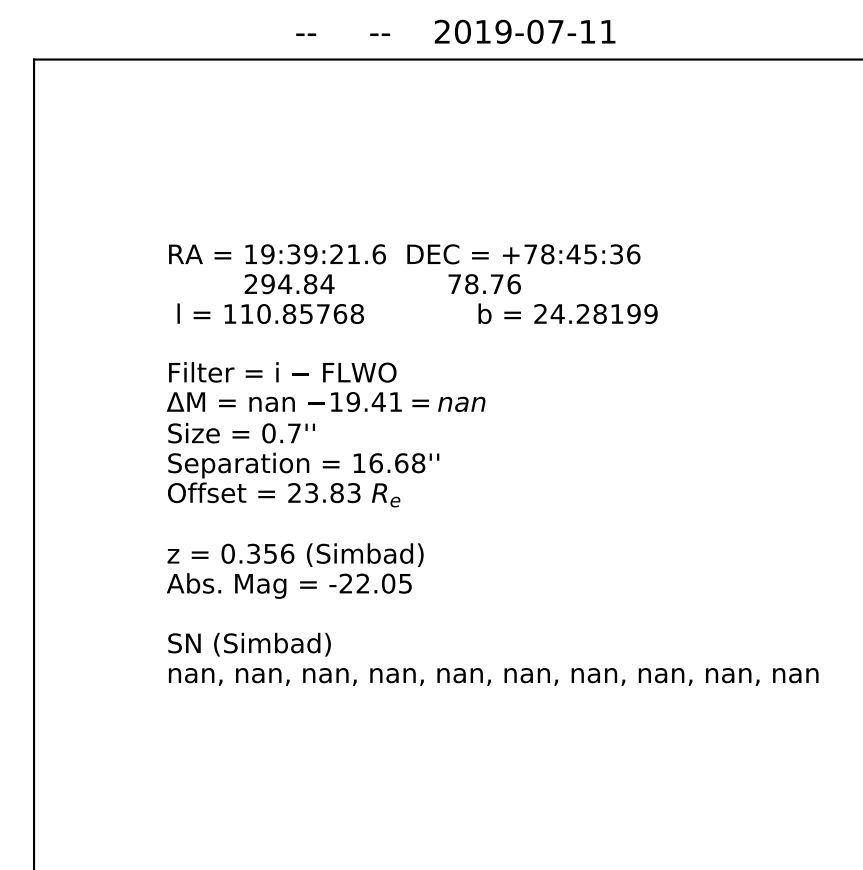 -- -- 2019-07-11
RA = 19:39:21.6 DEC = +78:45:36
294.84 78.76
l = 110.85768 b = 24.28199
Filter = i − FLWO
ΔM = nan −19.41 = nan
Size = 0.7''
Separation = 16.68''
Offset = 23.83 Re
z = 0.356 (Simbad)
Abs. Mag = -22.05
SN (Simbad)
nan, nan, nan, nan, nan, nan, nan, nan, nan, nan